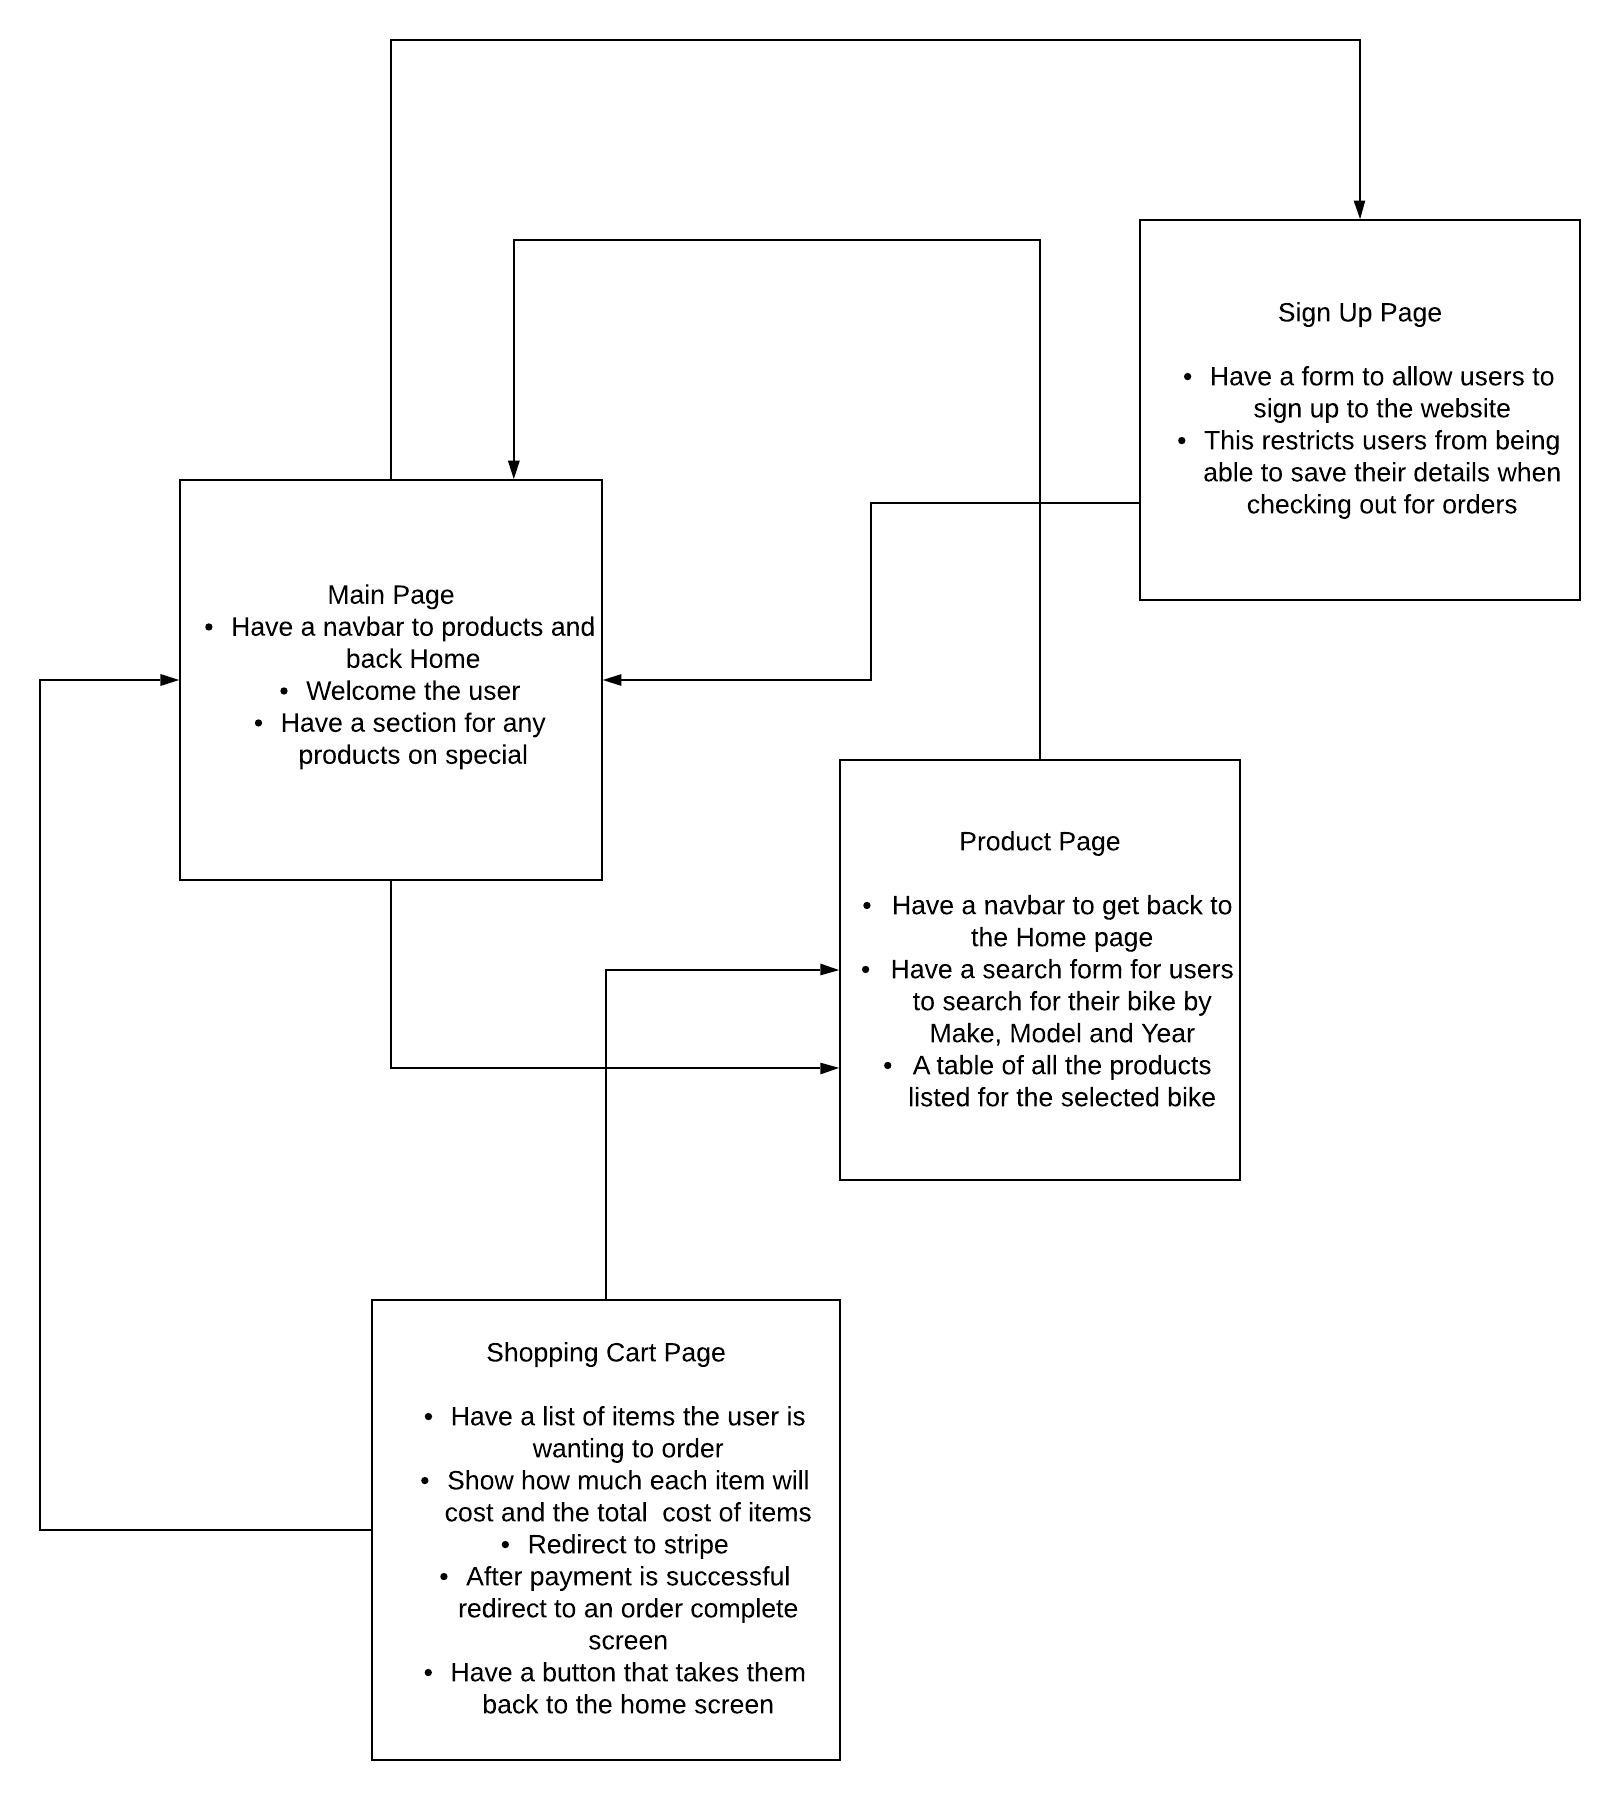 Sign Up Page
• Have a form to allow users to
sign up to the website
• This restricts users from being
able to save their details when
checking out for orders
Main Page
• Have a navbar to products and
back Home
• Welcome the user
• Have a section for any
products on special
Product Page
• Have a navbar to get back to
the Home page
• Have a search form for users
to search for their bike by
Make, Model and Year
• A table of all the products
listed for the selected bike
Shopping Cart Page
• Have a list of items the user is
wanting to order
• Show how much each item will
cost and the total  cost of items
• Redirect to stripe
• After payment is successful
redirect to an order complete
screen
• Have a button that takes them
back to the home screen